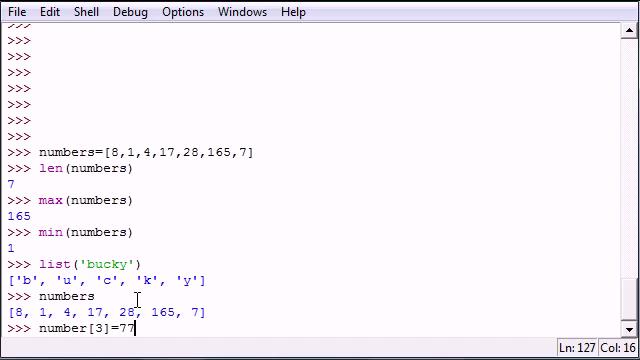 File Edit Shell Debug Options Windows Help
>>>
>>>
>>>
>>>
>>>
>>>
>>>
>>>
>>> numbers=[8,1,4,17,28,165,7]
>>> len(numbers)
7
>>> max(numbers)
165
>>> min(numbers)
1
>>> list('bucky')
['b', 'u', 'c', 'k', 'y']
>>> numbers
[8, 1, 4, 17, 28, 165, 7]
>>> number[3]=77
Ln: 127 Col: 16